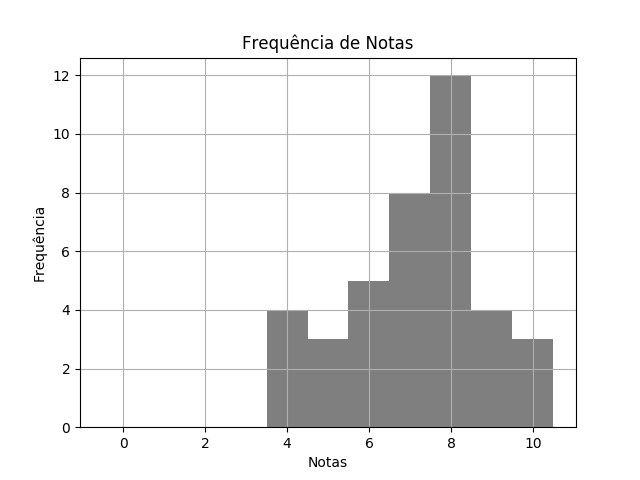 Frequência de Notas
12
10
8
6
4
2
0
Frequência
0 2 4 6 8 10
Notas